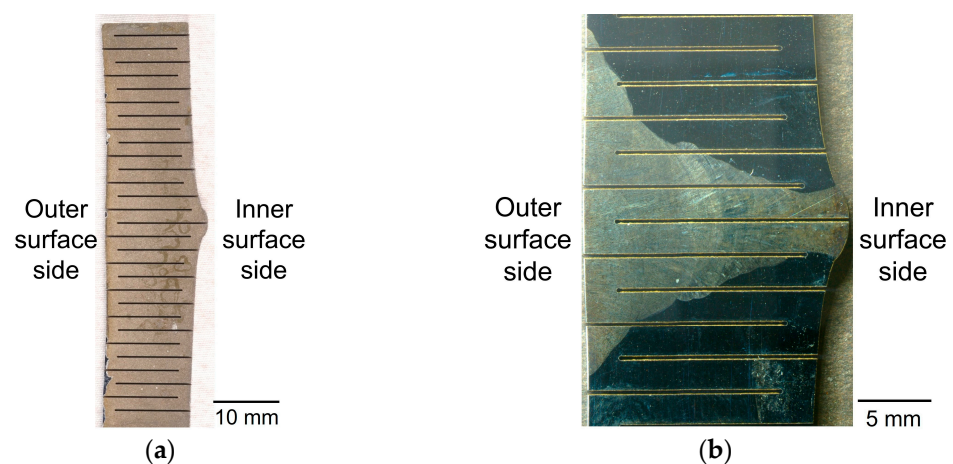 Outer
surface
side
Inner
surface
side
10 mm
(a)
Outer
surface
side
Inner
surface
side
5 mm
(b)